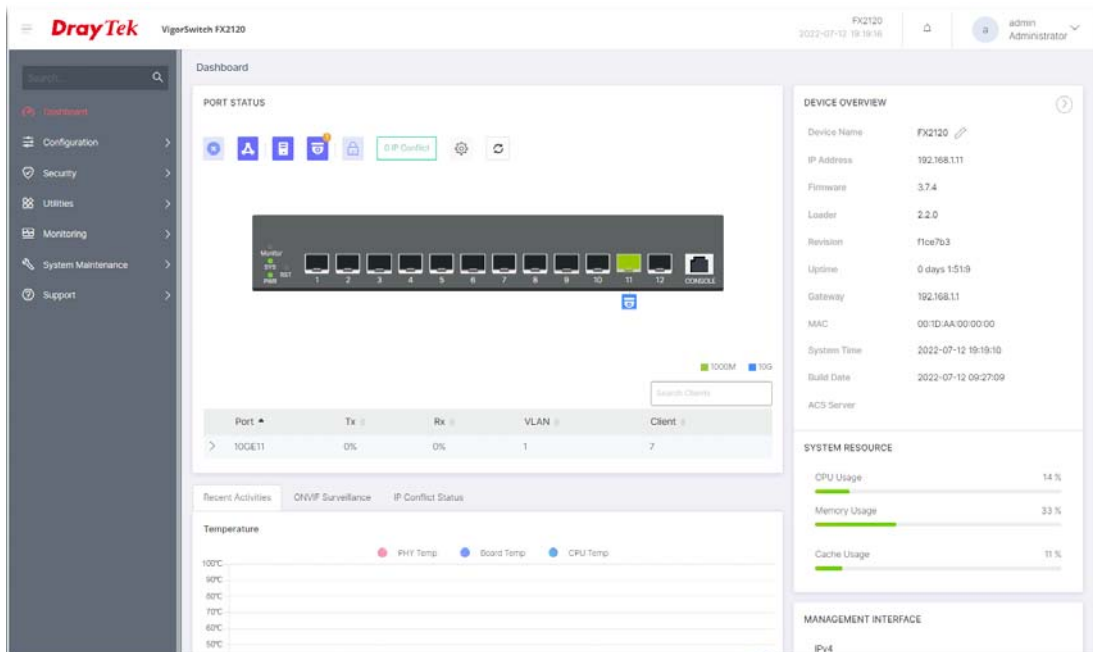 DrayTek VigorSwitch FX2120
FX2120
2022-07-12 19:19:16
a
admin
Administrator
Search...
Dashboard
Configuration
Security
Utilities
Monitoring
System Maintenance
Support
Dashboard
PORT STATUS
0 IP Conflict
Monitor
SYS
RST
PWR
1 2 3 4 5 6 7 8 9 10 11 12 CONSOLE
1000M 10G
Search Clients
Port Tx Rx VLAN Client
10GE11 0% 0% 1 7
Recent Activities ONVIF Surveillance IP Conflict Status
Temperature
PHY Temp Board Temp CPU Temp
100°C
90°C
80°C
70°C
60°C
50°C
DEVICE OVERVIEW
Device Name FX2120
IP Address 192.168.1.11
Firmware 3.7.4
Loader 2.2.0
Revision f1ce7b3
Uptime 0 days 1:51:9
Gateway 192.168.1.1
MAC 00:1D:AA:00:00:00
System Time 2022-07-12 19:19:10
Build Date 2022-07-12 09:27:09
ACS Server
SYSTEM RESOURCE
CPU Usage 14 %
Memory Usage 33 %
Cache Usage 11 %
MANAGEMENT INTERFACE
IPv4